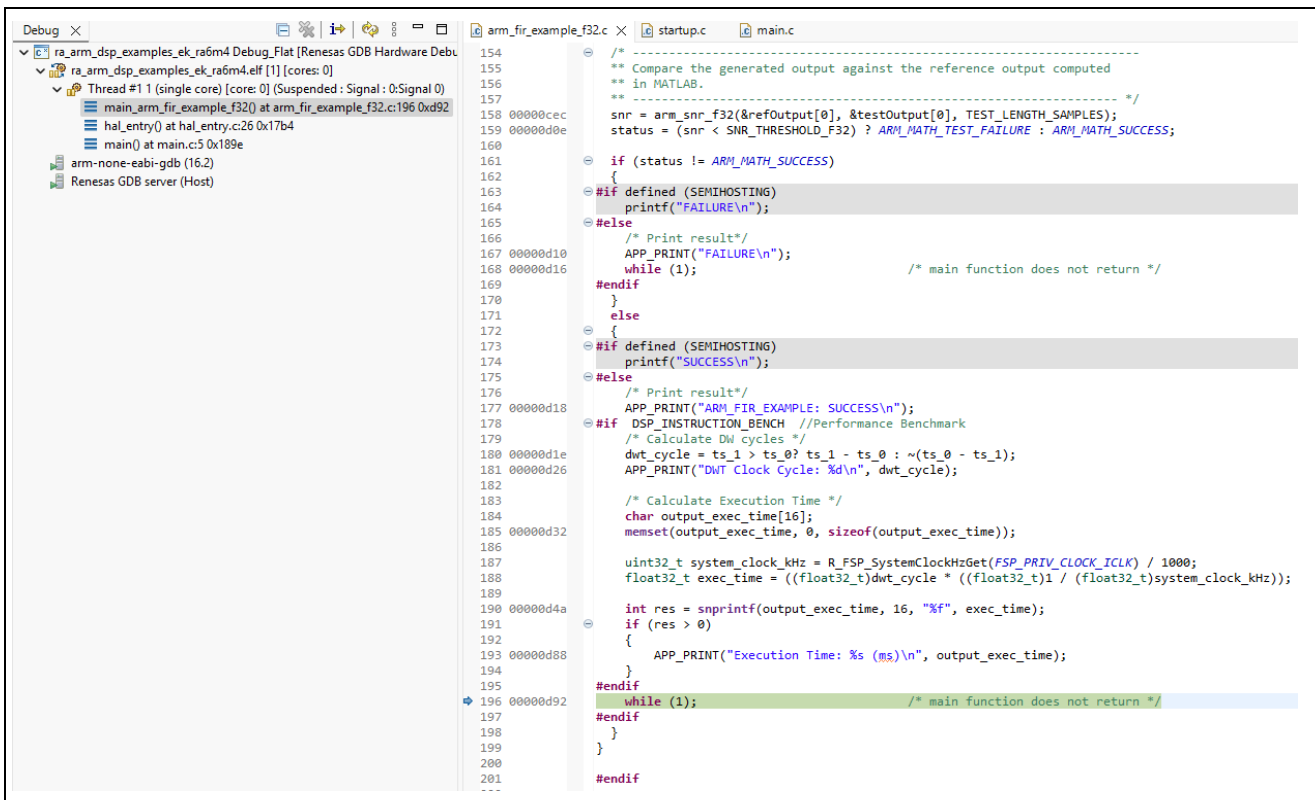 Debug
ra_arm_dsp_examples_ek_ra6m4 Debug_Flat [Renesas GDB Hardware Debu
ra_arm_dsp_examples_ek_ra6m4.elf [1] [cores: 0]
Thread #1 1 (single core) [core: 0] (Suspended : Signal : 0:Signal 0)
main_arm_fir_example_f32() at arm_fir_example_f32.c:196 0xd92
hal_entry() at hal_entry.c:26 0x17b4
main() at main.c:5 0x189e
arm-none-eabi-gdb (16.2)
Renesas GDB server (Host)
arm_fir_example_f32.c startup.c main.c
154 /* ----------------------------------------------------------------------
155 ** Compare the generated output against the reference output computed
156 ** in MATLAB.
157 ** ------------------------------------------------------------------- */
158 00000cec snr = arm_snr_f32(&refOutput[0], &testOutput[0], TEST_LENGTH_SAMPLES);
159 00000d0e status = (snr < SNR_THRESHOLD_F32) ? ARM_MATH_TEST_FAILURE : ARM_MATH_SUCCESS;
160
161 if (status != ARM_MATH_SUCCESS)
162 {
163 #if defined (SEMIHOSTING)
164 printf("FAILURE\n");
165 #else
166 /* Print result*/
167 00000d10 APP_PRINT("FAILURE\n");
168 00000d16 while (1); /* main function does not return */
169 #endif
170 }
171 else
172 {
173 #if defined (SEMIHOSTING)
174 printf("SUCCESS\n");
175 #else
176 /* Print result*/
177 00000d18 APP_PRINT("ARM_FIR_EXAMPLE: SUCCESS\n");
178 #if DSP_INSTRUCTION_BENCH //Performance Benchmark
179 /* Calculate DW cycles */
180 00000d1e dwt_cycle = ts_1 > ts_0? ts_1 - ts_0 : ~(ts_0 - ts_1);
181 00000d26 APP_PRINT("DWT Clock Cycle: %d\n", dwt_cycle);
182
183 /* Calculate Execution Time */
184 char output_exec_time[16];
185 00000d32 memset(output_exec_time, 0, sizeof(output_exec_time));
186
187 uint32_t system_clock_kHz = R_FSP_SystemClockHzGet(FSP_PRIV_CLOCK_ICLK) / 1000;
188 float32_t exec_time = ((float32_t)dwt_cycle * ((float32_t)1 / (float32_t)system_clock_kHz));
189
190 00000d4a int res = snprintf(output_exec_time, 16, "%f", exec_time);
191 if (res > 0)
192 {
193 00000d88 APP_PRINT("Execution Time: %s (ms)\n", output_exec_time);
194 }
195 #endif
196 00000d92 while (1); /* main function does not return */
197 #endif
198 }
199 }
200
201 #endif